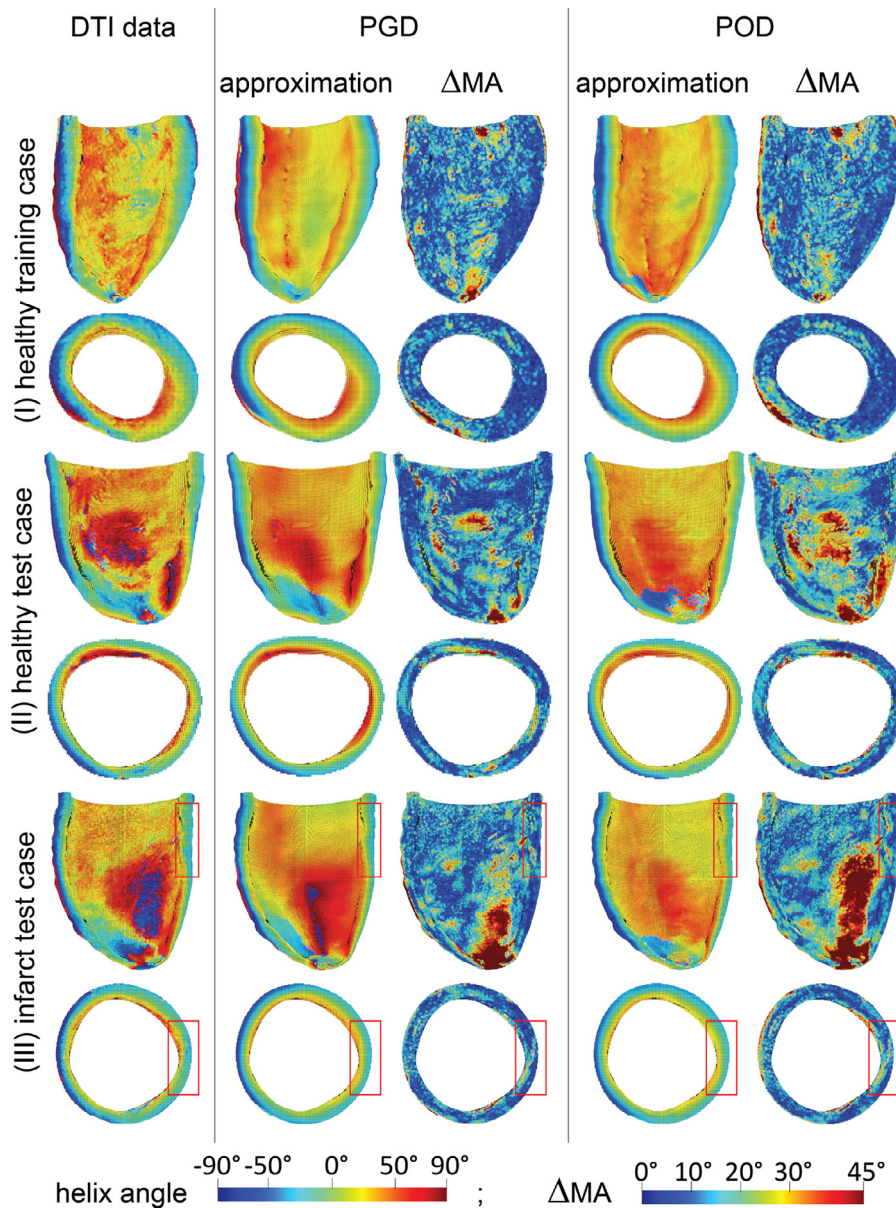 DTI data PGD POD
approximation ΔMA approximation ΔMA
(I) healthy training case
(II) healthy test case
(III) infarct test case
-90° -50° 0° 50° 90° 0° 10° 20° 30° 45°
helix angle ; ΔMA